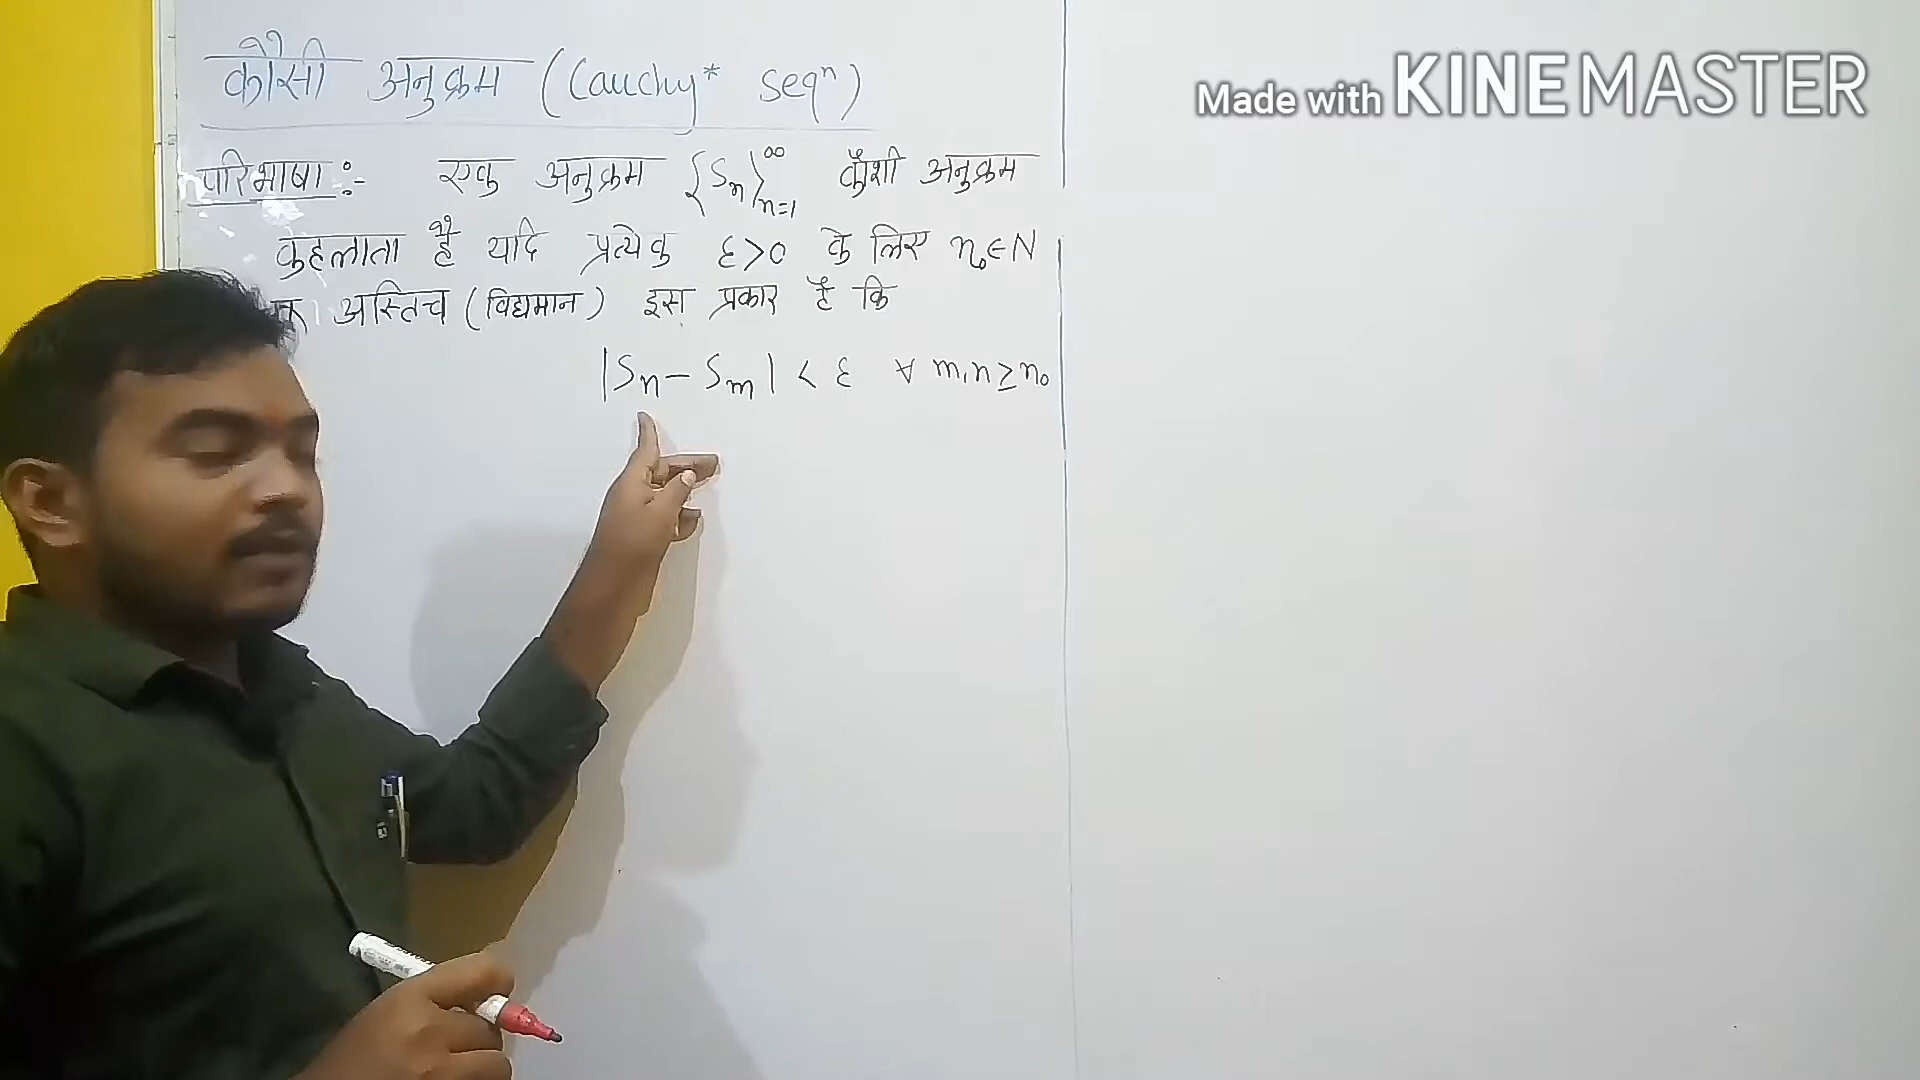 कौसी अनुक्रम (Cauchy* seqⁿ)
Made with KINEMASTER
परिभाषा :- एक अनुक्रम {Sn}∞n=1 कौशी अनुक्रम
कहलाता है यदि प्रत्येक ε>0 के लिए n₀∈N
अस्तित्व (विद्यमान) इस प्रकार है कि
|Sn - Sm| < ε ∀ m,n ≥ n₀